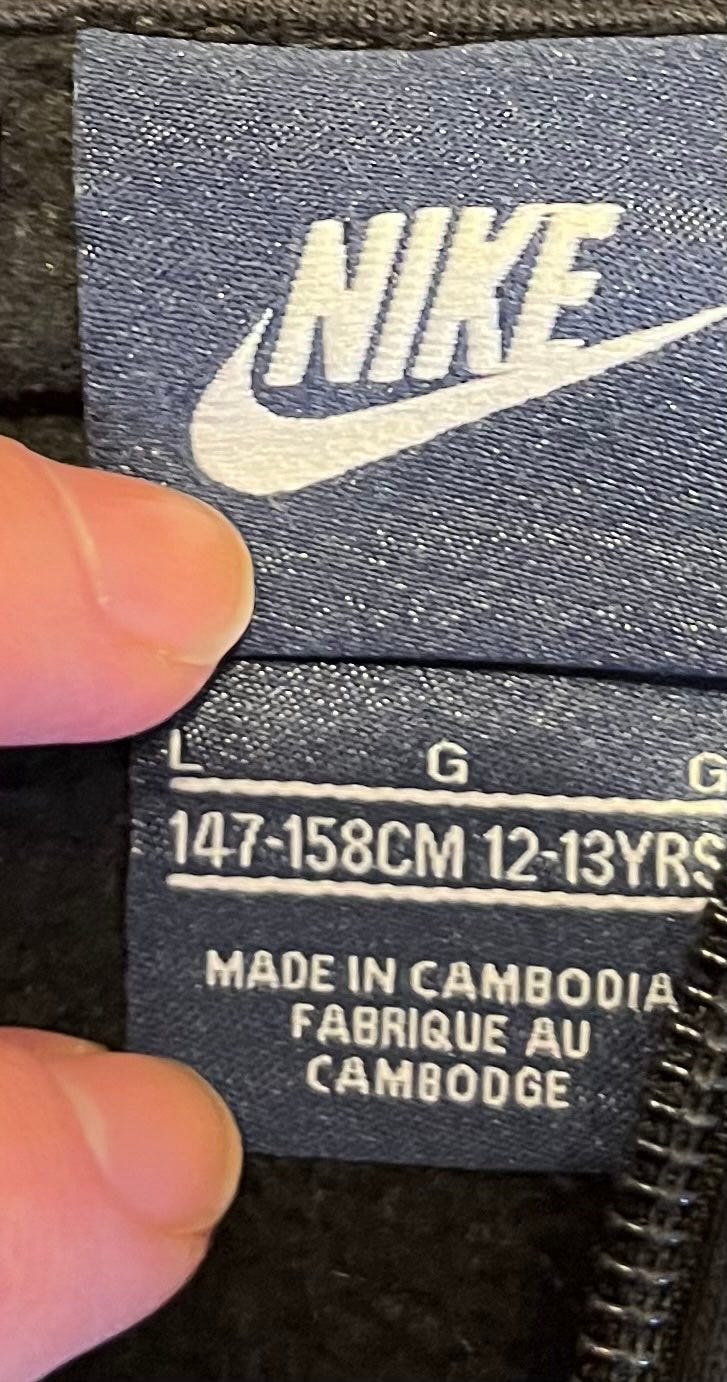 NIKE
L G G
147-158CM 12-13YRS
MADE IN CAMBODIA
FABRIQUE AU
CAMBODGE